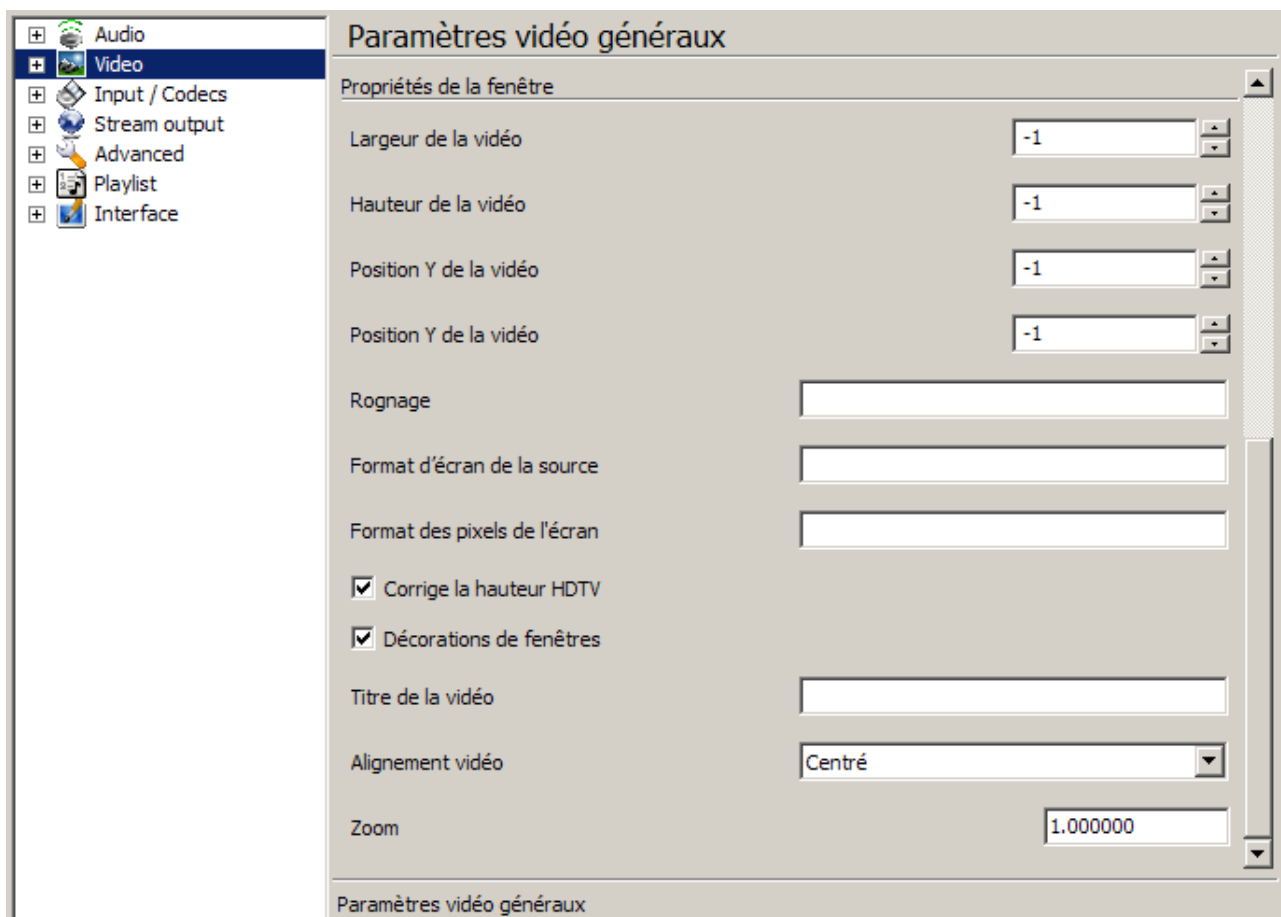 Audio
Video
Input / Codecs
Stream output
Advanced
Playlist
Interface
Paramètres vidéo généraux
Propriétés de la fenêtre
Largeur de la vidéo -1
Hauteur de la vidéo -1
Position Y de la vidéo -1
Position Y de la vidéo -1
Rognage
Format d’écran de la source
Format des pixels de l'écran
Corrige la hauteur HDTV
Décorations de fenêtres
Titre de la vidéo
Alignement vidéo Centré
Zoom 1.000000
Paramètres vidéo généraux